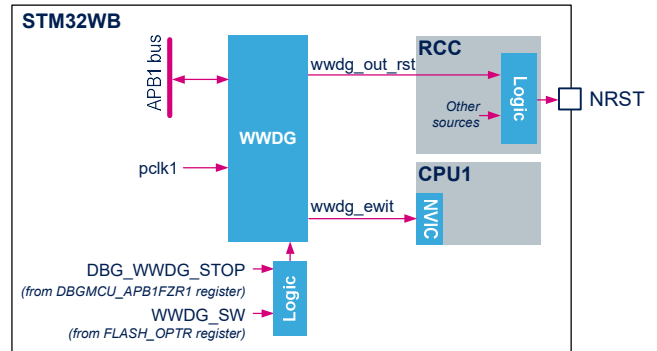 STM32WB
APB1 bus
wwdg_out_rst
RCC
Logic
Other
sources
NRST
WWDG
pclk1
CPU1
wwdg_ewit
NVIC
DBG_WWDG_STOP
(from DBGMCU_APB1FZR1 register)
Logic
WWDG_SW
(from FLASH_OPTR register)